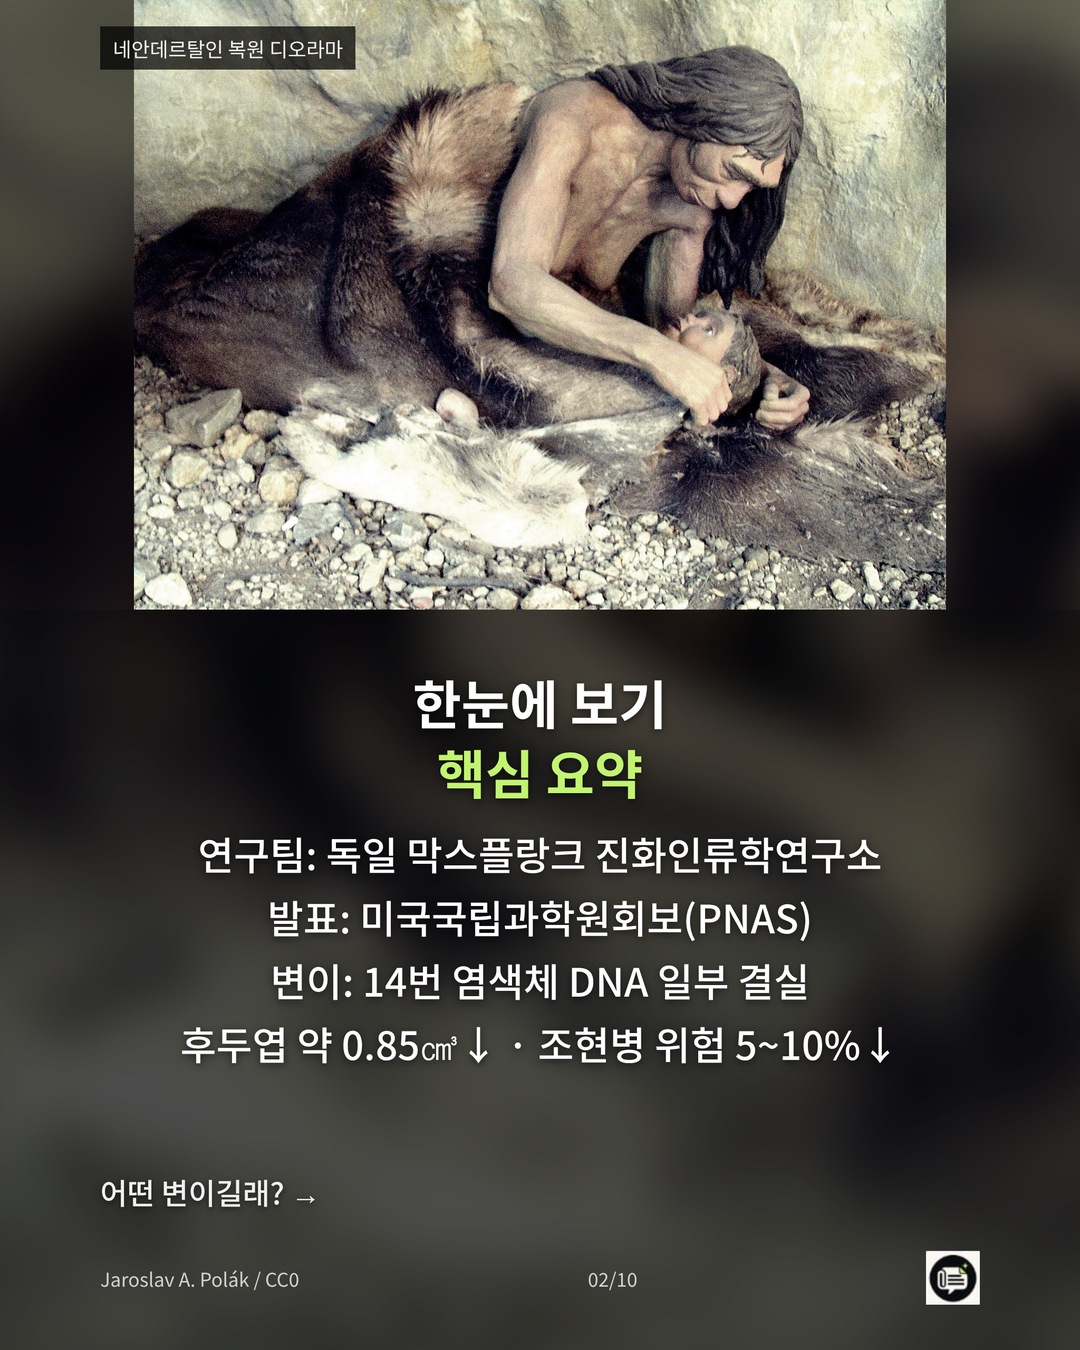 네안데르탈인 복원 디오라마
한눈에 보기
핵심 요약
연구팀: 독일 막스플랑크 진화인류학연구소
발표: 미국국립과학원회보(PNAS)
변이: 14번 염색체 DNA 일부 결실
후두엽 약 0.85㎤↓ · 조현병 위험 5~10%↓
어떤 변이길래? →
Jaroslav A. Polák / CC0
02/10